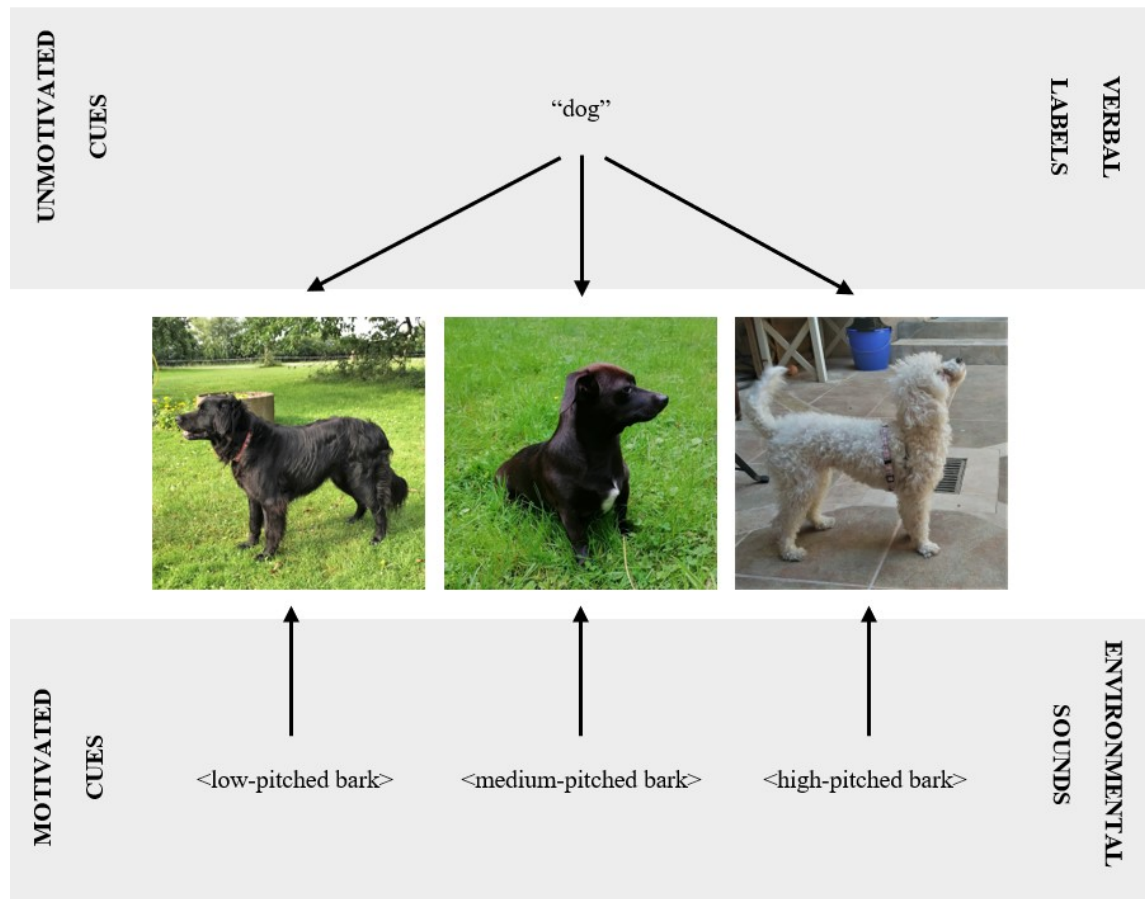 UNMOTIVATED
CUES
“dog”
VERBAL
LABELS
MOTIVATED
CUES
<low-pitched bark>
<medium-pitched bark>
<high-pitched bark>
ENVIRONMENTAL
SOUNDS